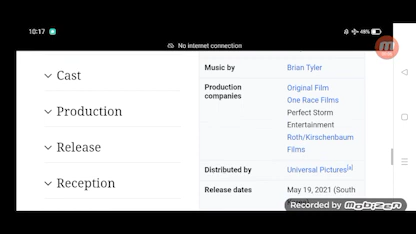 10:17
48%
No internet connection
Cast
Production
Release
Reception
Music by Brian Tyler
Production companies
Original Film
One Race Films
Perfect Storm
Entertainment
Roth/Kirschenbaum
Films
Distributed by Universal Pictures[a]
Release dates May 19, 2021 (South
Recorded by MOBIZEN